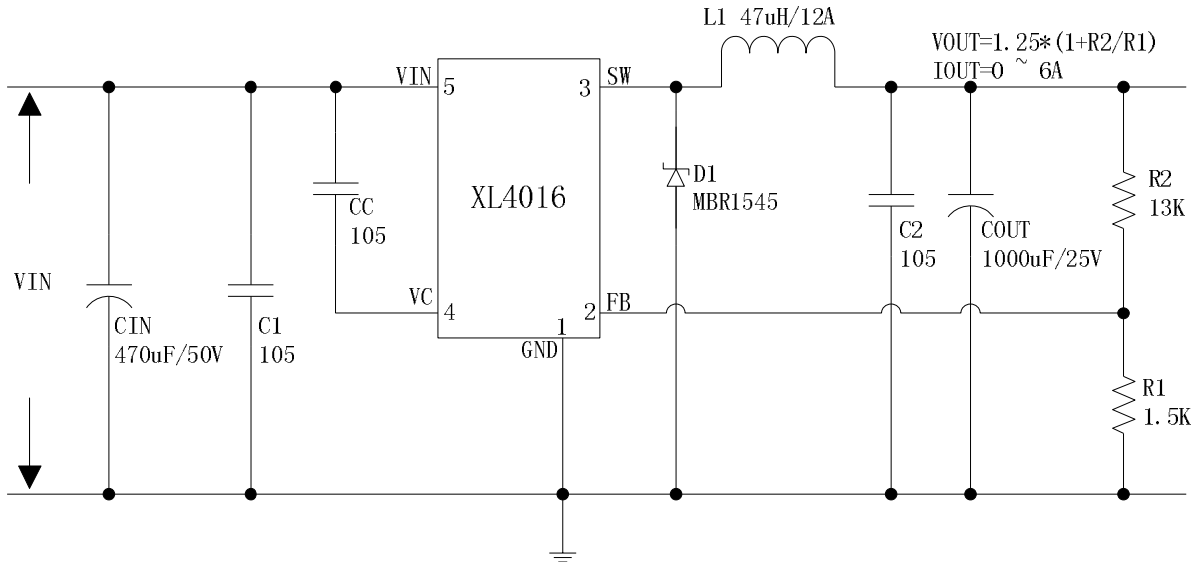 L1 47uH/12A
VOUT=1.25*(1+R2/R1)
IOUT=0 ~ 6A
VIN
5
3
SW
XL4016
CC
105
D1
MBR1545
R2
13K
C2
105
COUT
1000uF/25V
VIN
VC
4
2
FB
1
GND
CIN
470uF/50V
C1
105
R1
1.5K